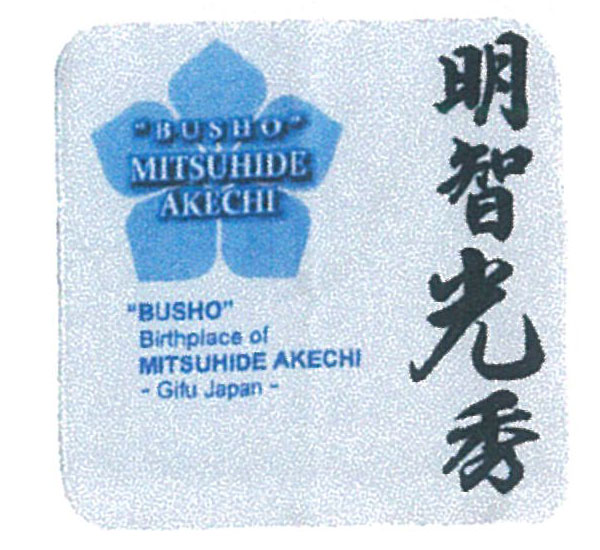 "BUSHO"
MITSUHIDE
AKECHI
"BUSHO"
Birthplace of
MITSUHIDE AKECHI
- Gifu Japan -
明智光秀